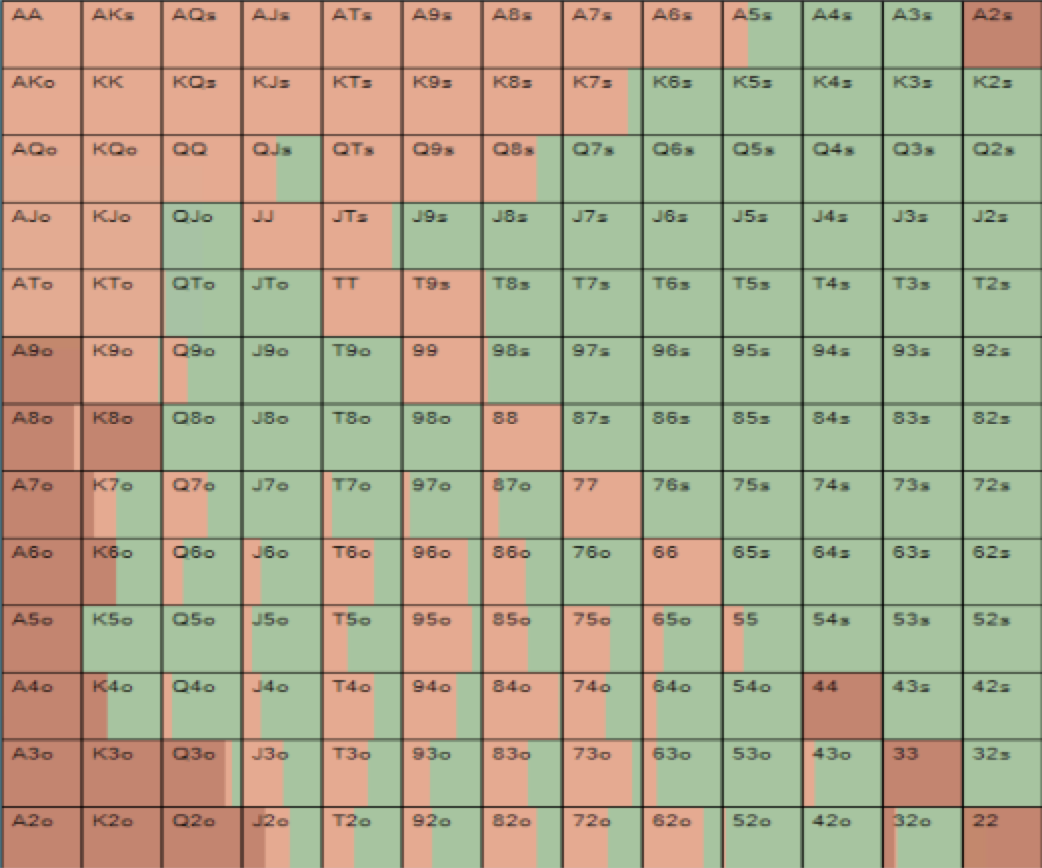 AA AKs AQs AJs ATs A9s A8s A7s A6s A5s A4s A3s A2s
AKo KK KQs KJs KTs K9s K8s K7s K6s K5s K4s K3s K2s
AQo KQo QQ QJs QTs Q9s Q8s Q7s Q6s Q5s Q4s Q3s Q2s
AJo KJo QJo JJ JTs J9s J8s J7s J6s J5s J4s J3s J2s
ATo KTo QTo JTo TT T9s T8s T7s T6s T5s T4s T3s T2s
A9o K9o Q9o J9o T9o 99 98s 97s 96s 95s 94s 93s 92s
A8o K8o Q8o J8o T8o 98o 88 87s 86s 85s 84s 83s 82s
A7o K7o Q7o J7o T7o 97o 87o 77 76s 75s 74s 73s 72s
A6o K6o Q6o J6o T6o 96o 86o 76o 66 65s 64s 63s 62s
A5o K5o Q5o J5o T5o 95o 85o 75o 65o 55 54s 53s 52s
A4o K4o Q4o J4o T4o 94o 84o 74o 64o 54o 44 43s 42s
A3o K3o Q3o J3o T3o 93o 83o 73o 63o 53o 43o 33 32s
A2o K2o Q2o J2o T2o 92o 82o 72o 62o 52o 42o 32o 22